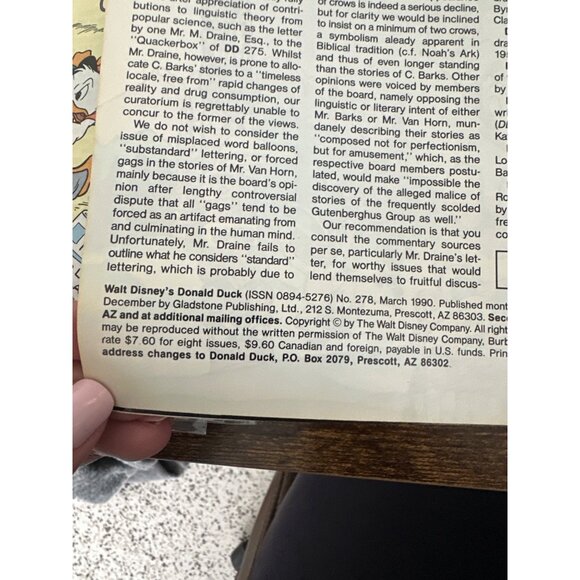 after appreciation of contri-
butions to linguistic theory from
popular science, such as the letter
by one Mr. M. Draine, Esq., to the
"Quackerbox" of DD 275. Whilst
Mr. Draine, however, is prone to allo-
cate C. Barks' stories to a "timeless
locale, free from" rapid changes of
reality and drug consumption, our
curatorium is regrettably unable to
concur to the former of the views.
We do not wish to consider the
issue of misplaced word balloons,
"substandard" lettering, or forced
gags in the stories of Mr. Van Horn,
mainly because it is the board's opi-
nion after lengthy controversial
dispute that all "gags" tend to be
forced as an artifact emanating from
and culminating in the human mind.
Unfortunately, Mr. Draine fails to
outline what he considers "standard"
lettering, which is probably due to
of crows is indeed a serious decline,
but for clarity we would be inclined
to insist on a minimum of two crows,
a symbolism aleady apparent in
Biblical tradition (c.f. Noah's Ark)
and thus of even longer standing
than the stories of C. Barks. Other
opinions were voiced by members
of the board, namely opposing the
linguistic or literary intent of either
Mr. Barks or Mr. Van Horn, mun-
danely describing their stories as
"composed not for perfectionism,
but for amusement," which, as the
respective board members postu-
lated, would make "impossible the
discovery of the alleged malice of
stories of the frequently scolded
Gutenberghus Group as well."
Our recommendation is that you
consult the commentary sources
per se, particularly Mr. Draine's let-
ter, for worthy issues that would
lend themselves to fruitful discus-
Walt Disney's Donald Duck (ISSN 0894-5276) No. 278, March 1990. Published mont
December by Gladstone Publishing, Ltd., 212 S. Montezuma, Prescott, AZ 86303. Sec
AZ and at additional mailing offices. Copyright © by The Walt Disney Company. All right
may be reproduced without the written permission of The Walt Disney Company, Burb
rate $7.60 for eight issues, $9.60 Canadian and foreign, payable in U.S. funds. Prin
address changes to Donald Duck, P.O. Box 2079, Prescott, AZ 86302.